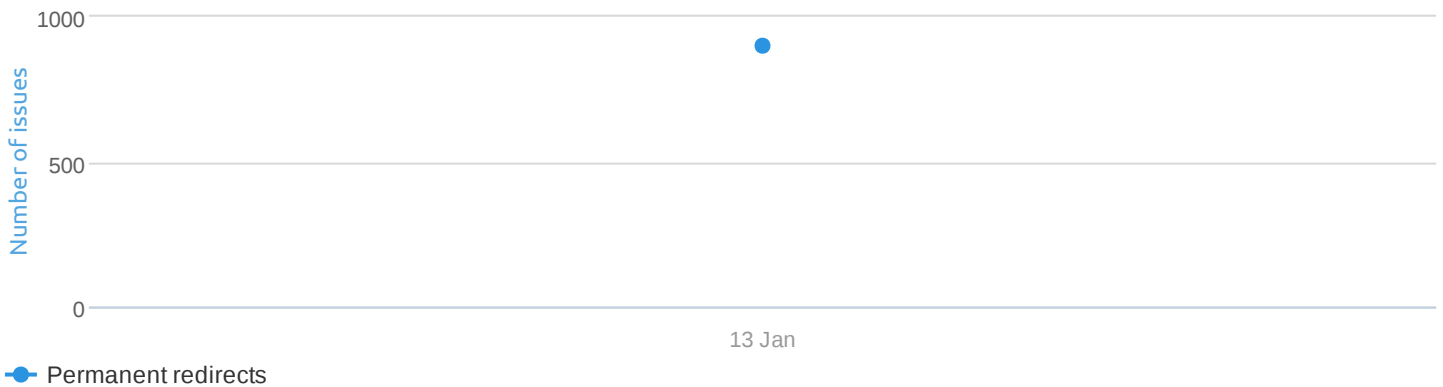 1000
Number of issues
500
0
13 Jan
Permanent redirects